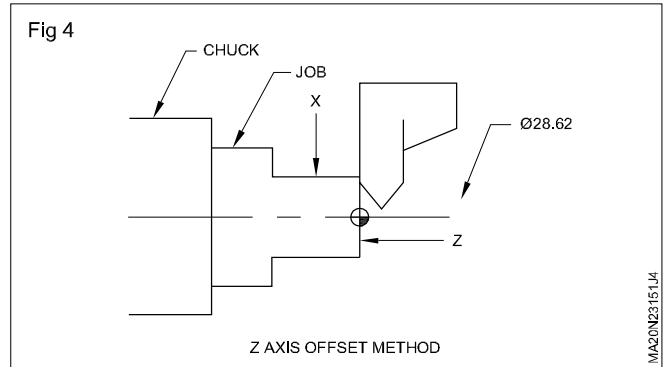 Fig 4
CHUCK
JOB
X
Ø28.62
Z
Z AXIS OFFSET METHOD
MA20N23151J4